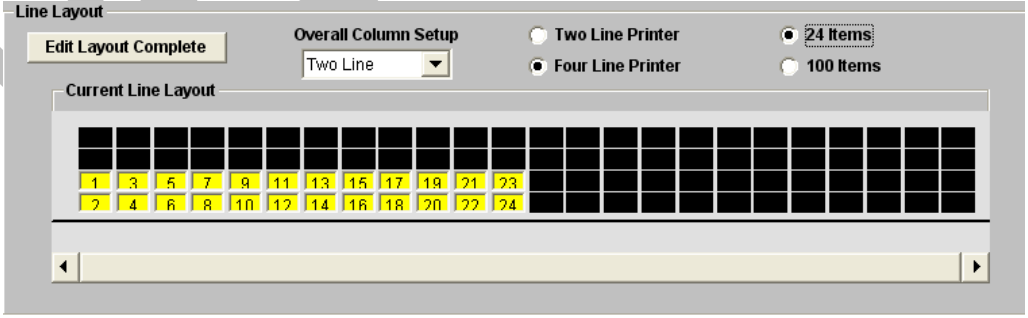 Line Layout
Edit Layout Complete
Overall Column Setup
Two Line
Two Line Printer
Four Line Printer
24 Items
100 Items
Current Line Layout
1 3 5 7 9 11 13 15 17 19 21 23
2 4 6 8 10 12 14 16 18 20 22 24